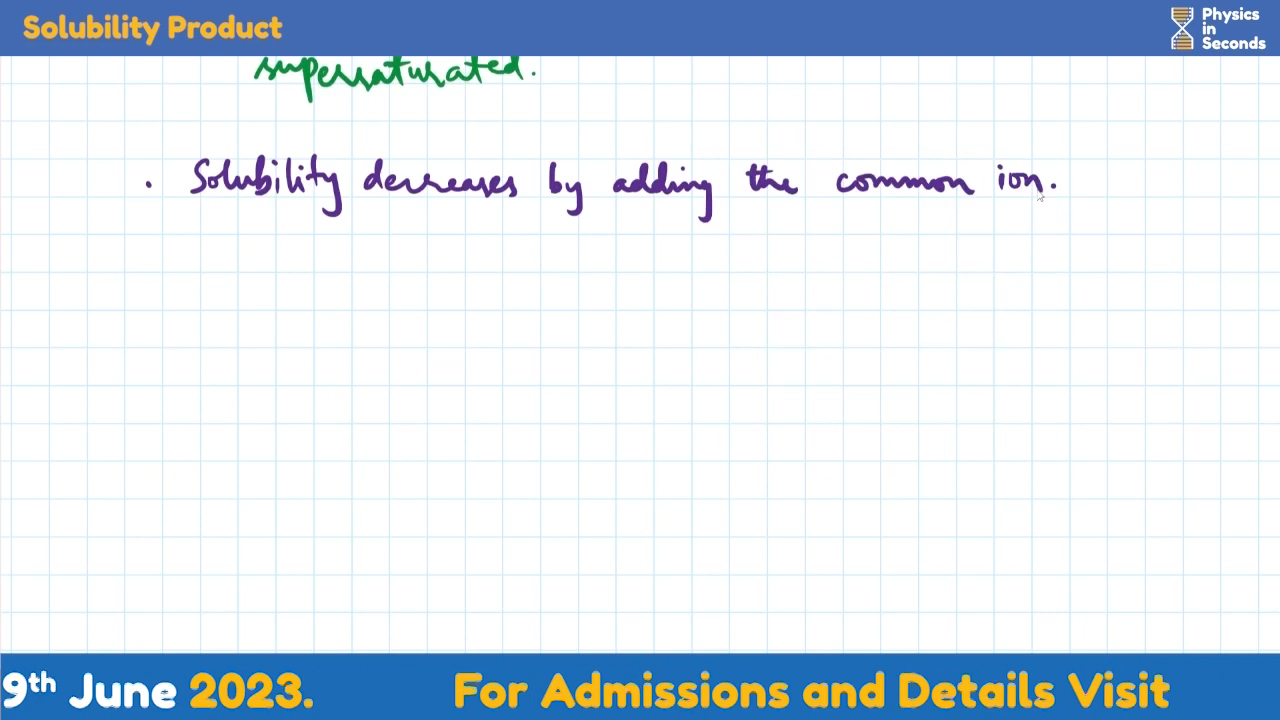 Solubility Product
Physics
in
Seconds
supersaturated.
. Solubility decreases by adding the common ion.
9th June 2023. For Admissions and Details Visit